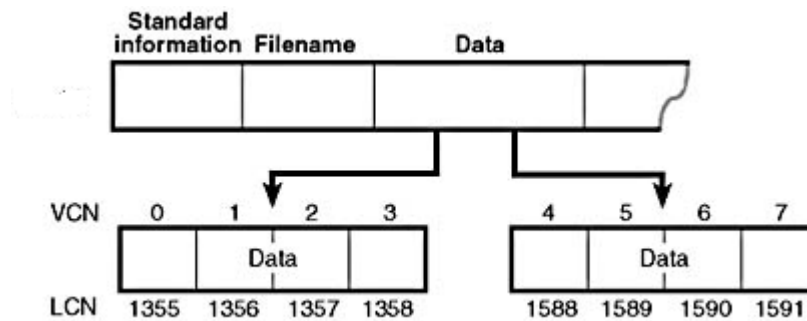 Standard information Filename Data
VCN 0 1 2 3 4 5 6 7
Data Data
LCN 1355 1356 1357 1358 1588 1589 1590 1591